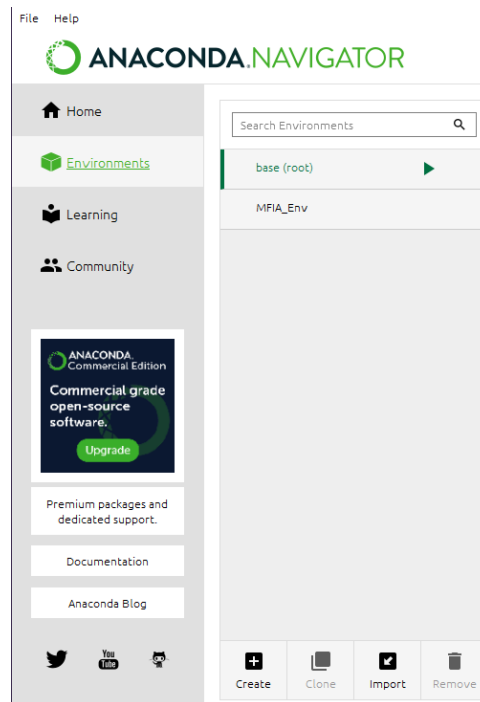 File Help
ANACONDA.NAVIGATOR
Home
Environments
Learning
Community
Search Environments
base (root)
MFIA_Env
ANACONDA.
Commercial Edition
Commercial grade
open-source
software.
Upgrade
Premium packages and
dedicated support.
Documentation
Anaconda Blog
You
Tube
Create Clone Import Remove